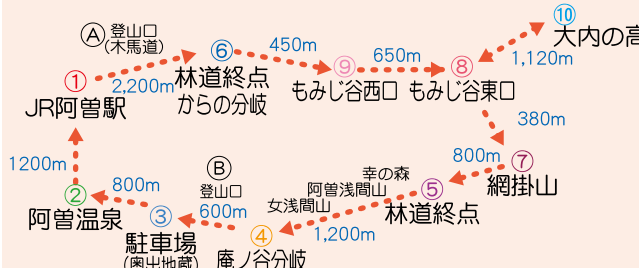 Ⓐ 登山口
(木馬道)
⑩
大内の高
⑥
450m
⑨
650m
⑧
1,120m
①
2,200m
林道終点
からの分岐
もみじ谷西口
もみじ谷東口
JR阿曽駅
380m
1200m
800m
⑦
網掛山
Ⓑ
登山口
幸の森
阿曽浅間山
女浅間山
⑤
林道終点
②
阿曽温泉
800m
③
600m
駐車場
(奥出地蔵)
④
1,200m
庵ノ谷分岐